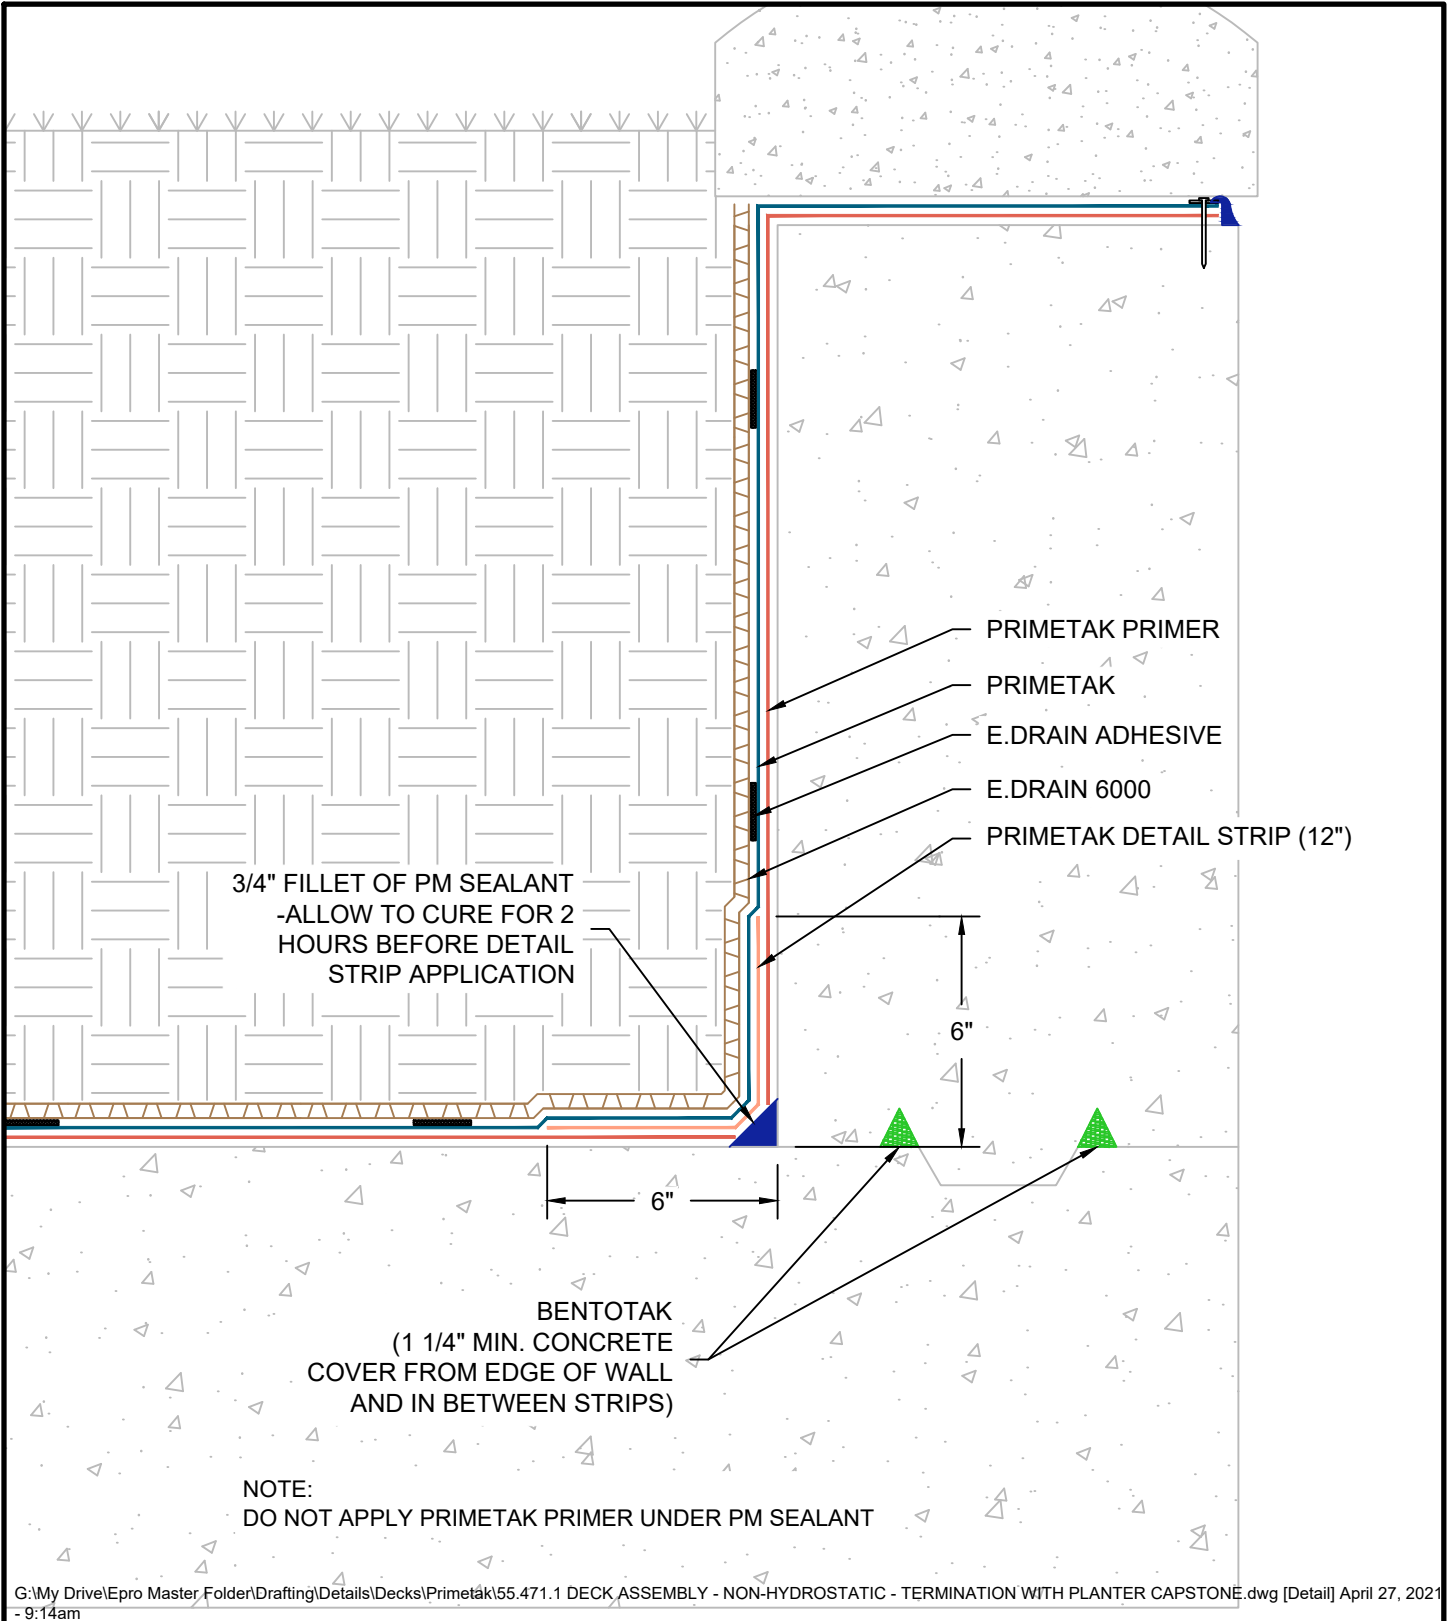 PRIMETAK PRIMER
PRIMETAK
E.DRAIN ADHESIVE
E.DRAIN 6000
PRIMETAK DETAIL STRIP (12")
3/4" FILLET OF PM SEALANT
-ALLOW TO CURE FOR 2
HOURS BEFORE DETAIL
STRIP APPLICATION
6"
6"
BENTOTAK
(1 1/4" MIN. CONCRETE
COVER FROM EDGE OF WALL
AND IN BETWEEN STRIPS)
NOTE:
DO NOT APPLY PRIMETAK PRIMER UNDER PM SEALANT
G:\My Drive\Epro Master Folder\Drafting\Details\Decks\Primetak\55.471.1 DECK ASSEMBLY - NON-HYDROSTATIC - TERMINATION WITH PLANTER CAPSTONE.dwg [Detail] April 27, 2021
- 9:14am